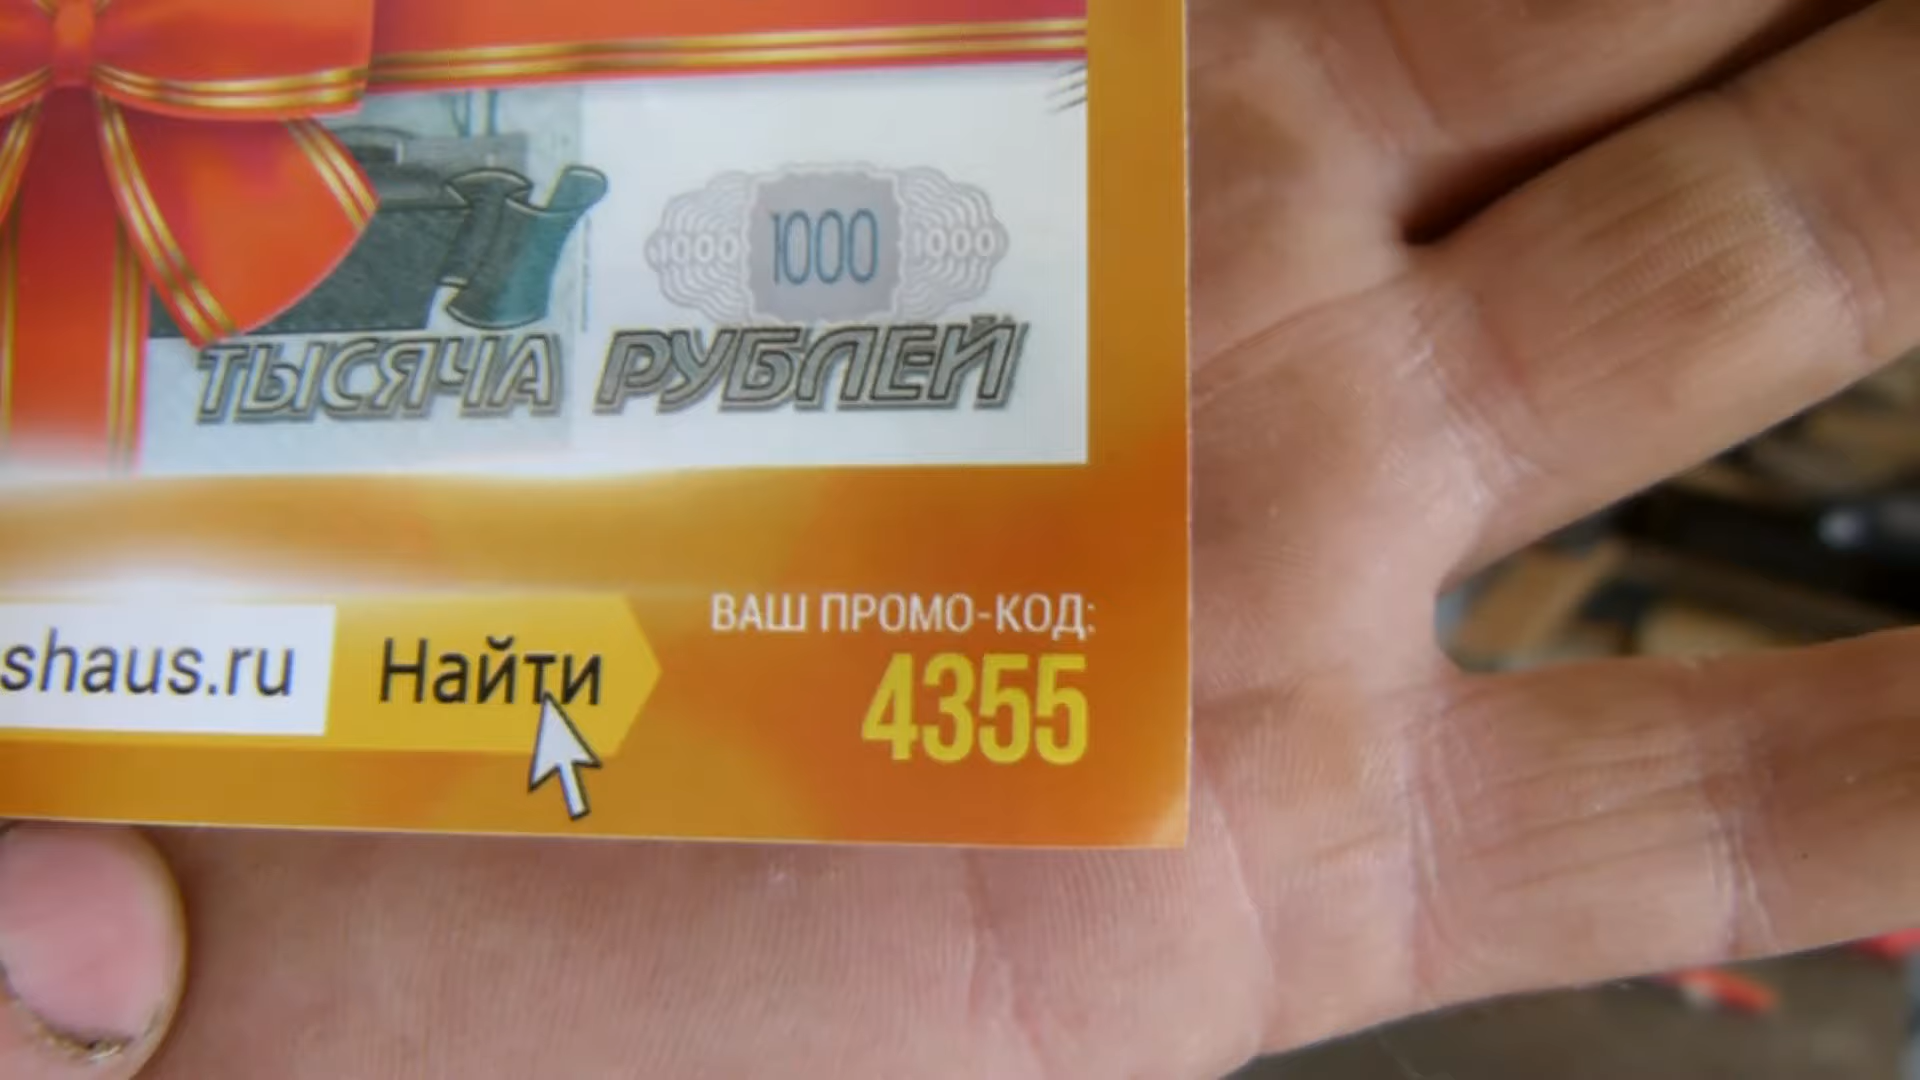 1000 1000 1000
ТЫСЯЧА РУБЛЕЙ
ВАШ ПРОМО-КОД:
shaus.ru Найти
4355